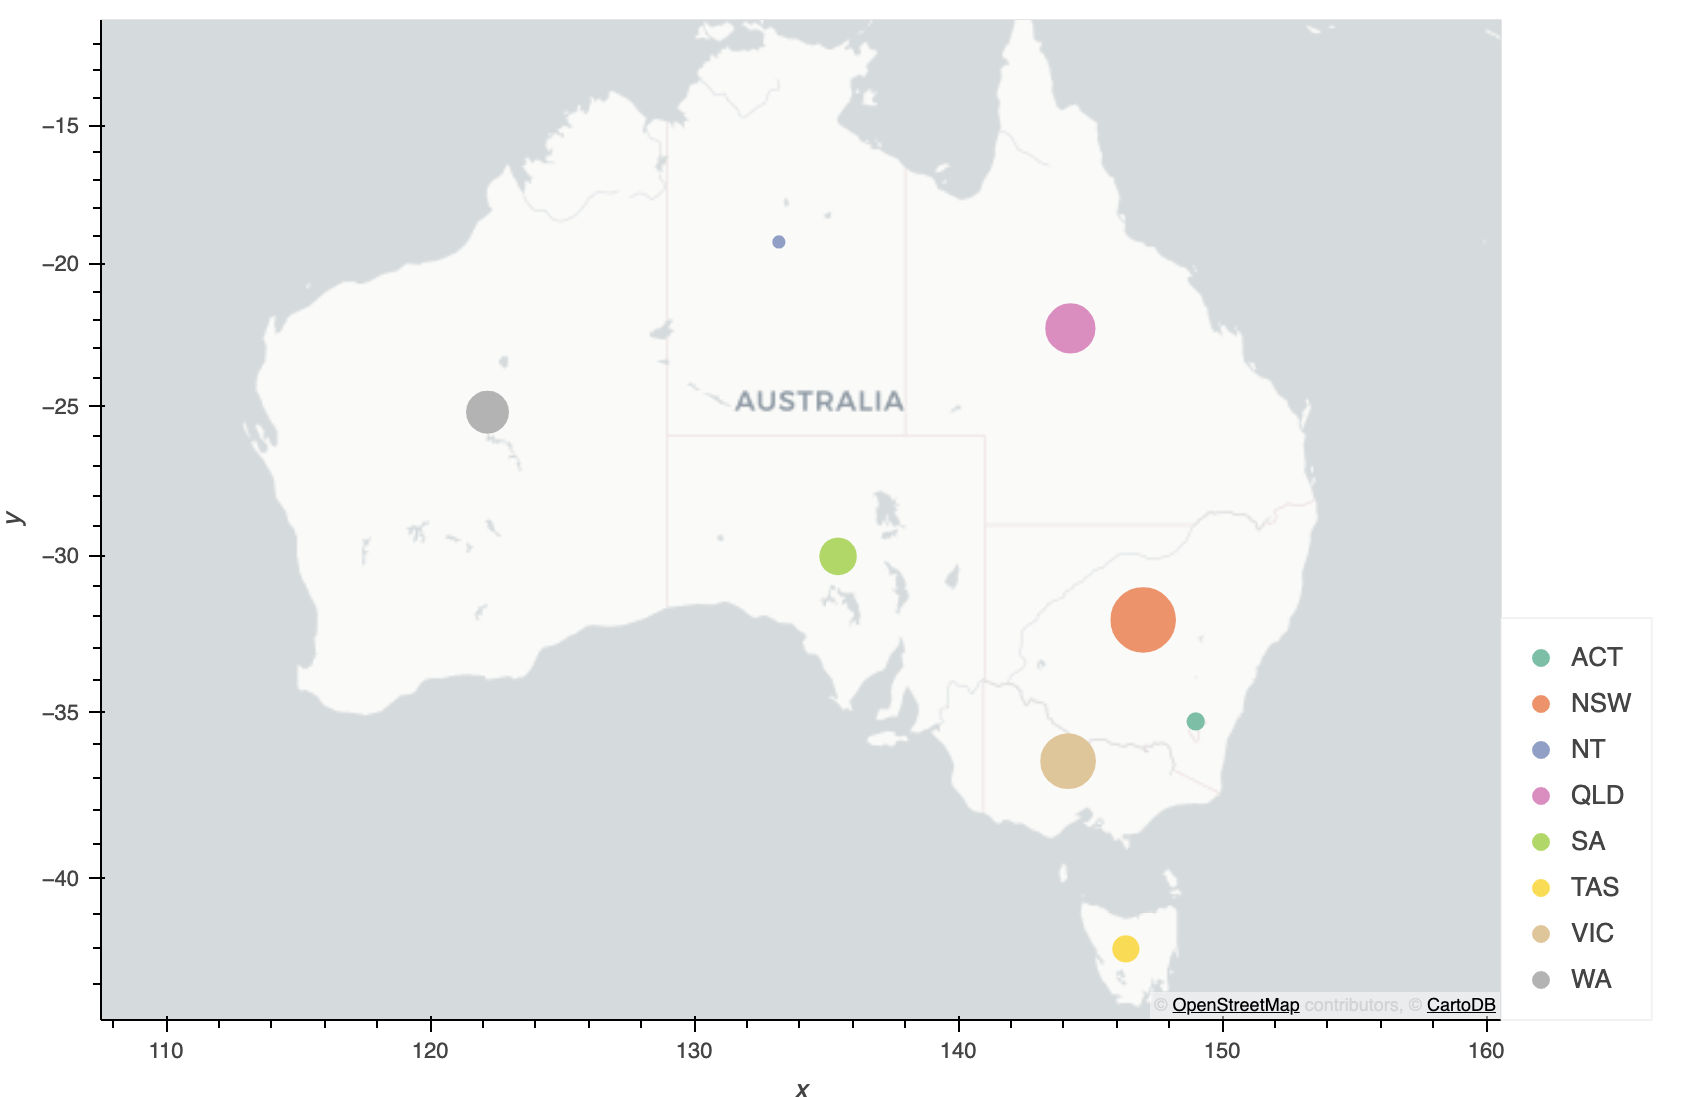 −15
−20
−25
−30
−35
−40
y
AUSTRALIA
ACT
NSW
NT
QLD
SA
TAS
VIC
WA
© OpenStreetMap contributors, © CartoDB
110 120 130 140 150 160
x